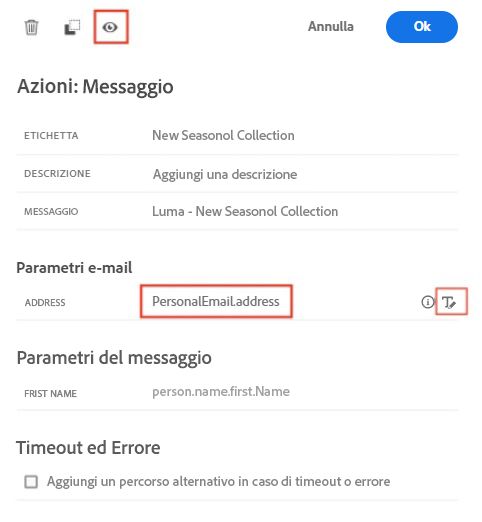 Annulla Ok
Azioni: Messaggio
ETICHETTA New Seasonol Collection
DESCRIZIONE Aggiungi una descrizione
MESSAGGIO Luma - New Seasonol Collection
Parametri e-mail
ADDRESS PersonalEmail.address
Parametri del messaggio
FRIST NAME person.name.first.Name
Timeout ed Errore
Aggiungi un percorso alternativo in caso di timeout o errore